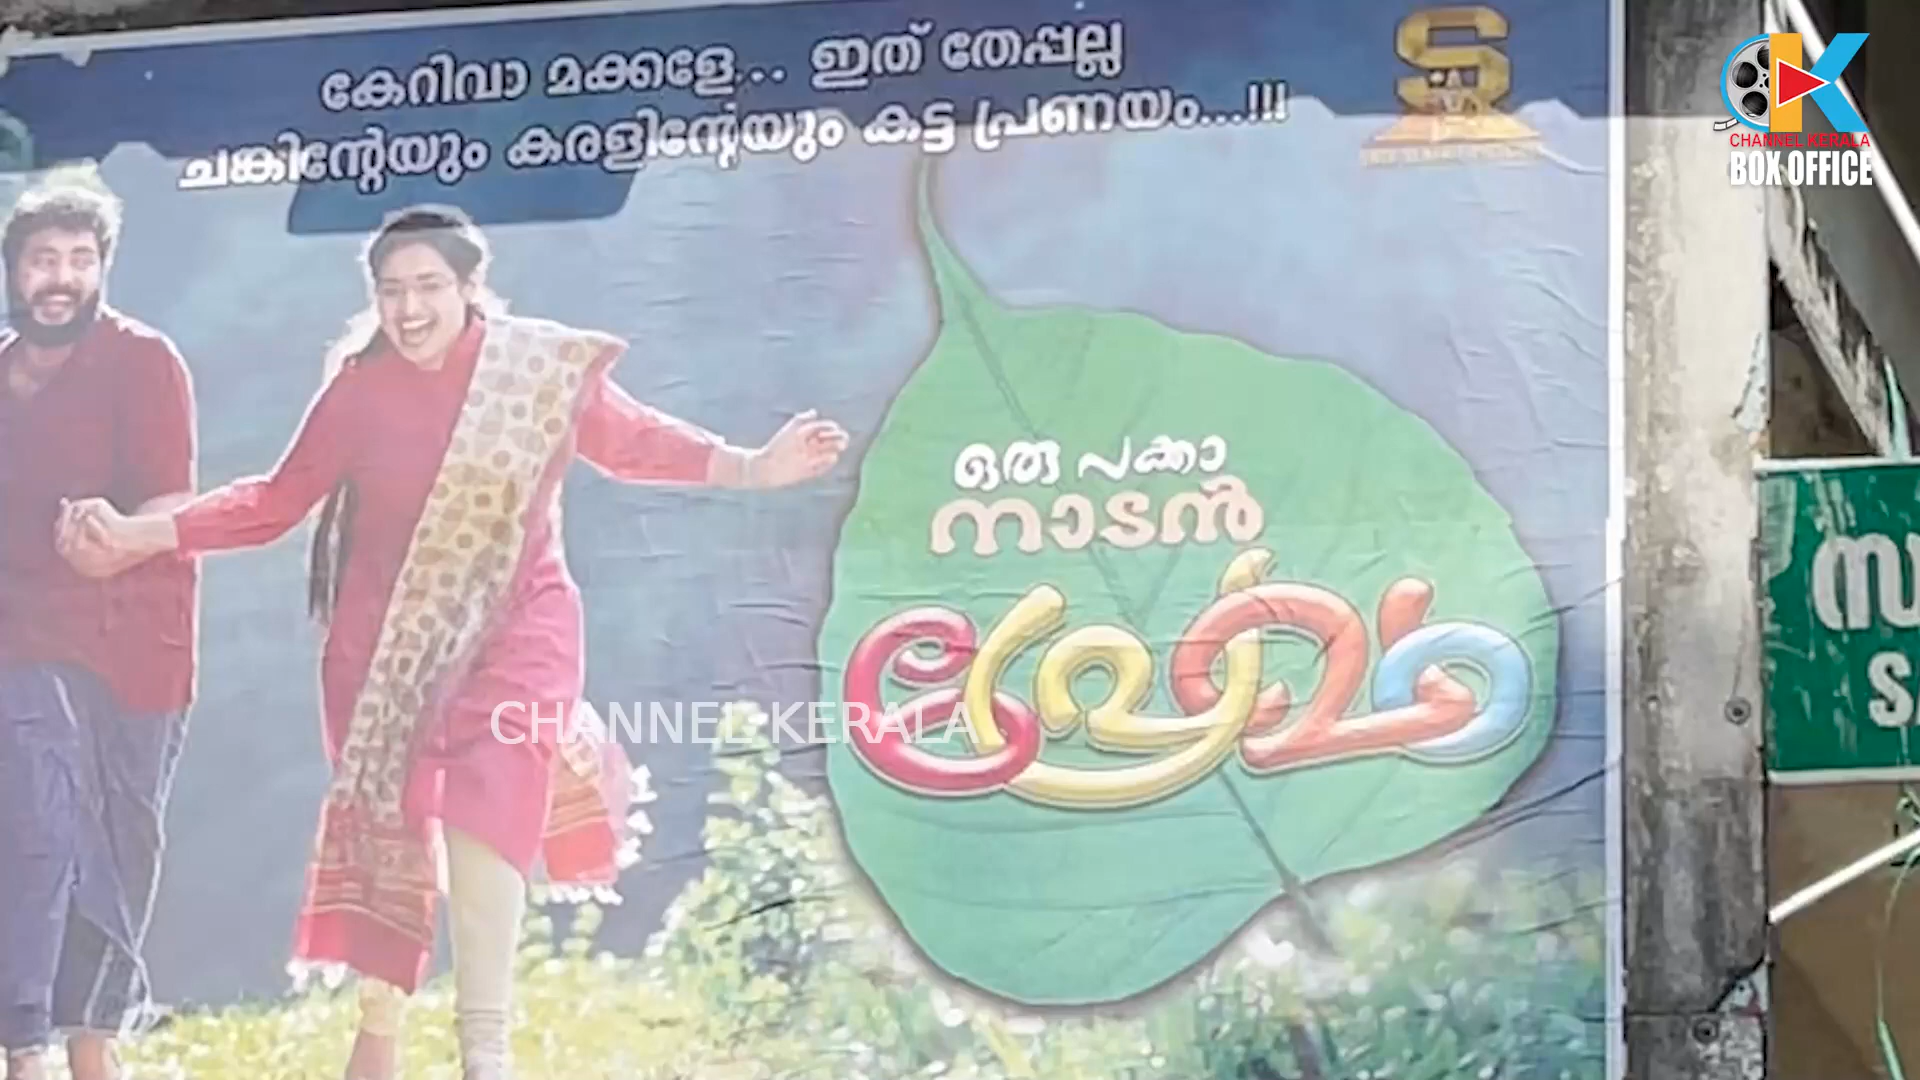 കേറിവാ മക്കളേ... ഇത് തേപ്പല്ല
ചങ്കിന്റേയും കരളിന്റേയും കട്ട പ്രണയം...!!!
S
CHANNEL KERALA
BOX OFFICE
ഒരു പക്കാ
നാടൻ
പ്രേമം
CHANNEL KERALA